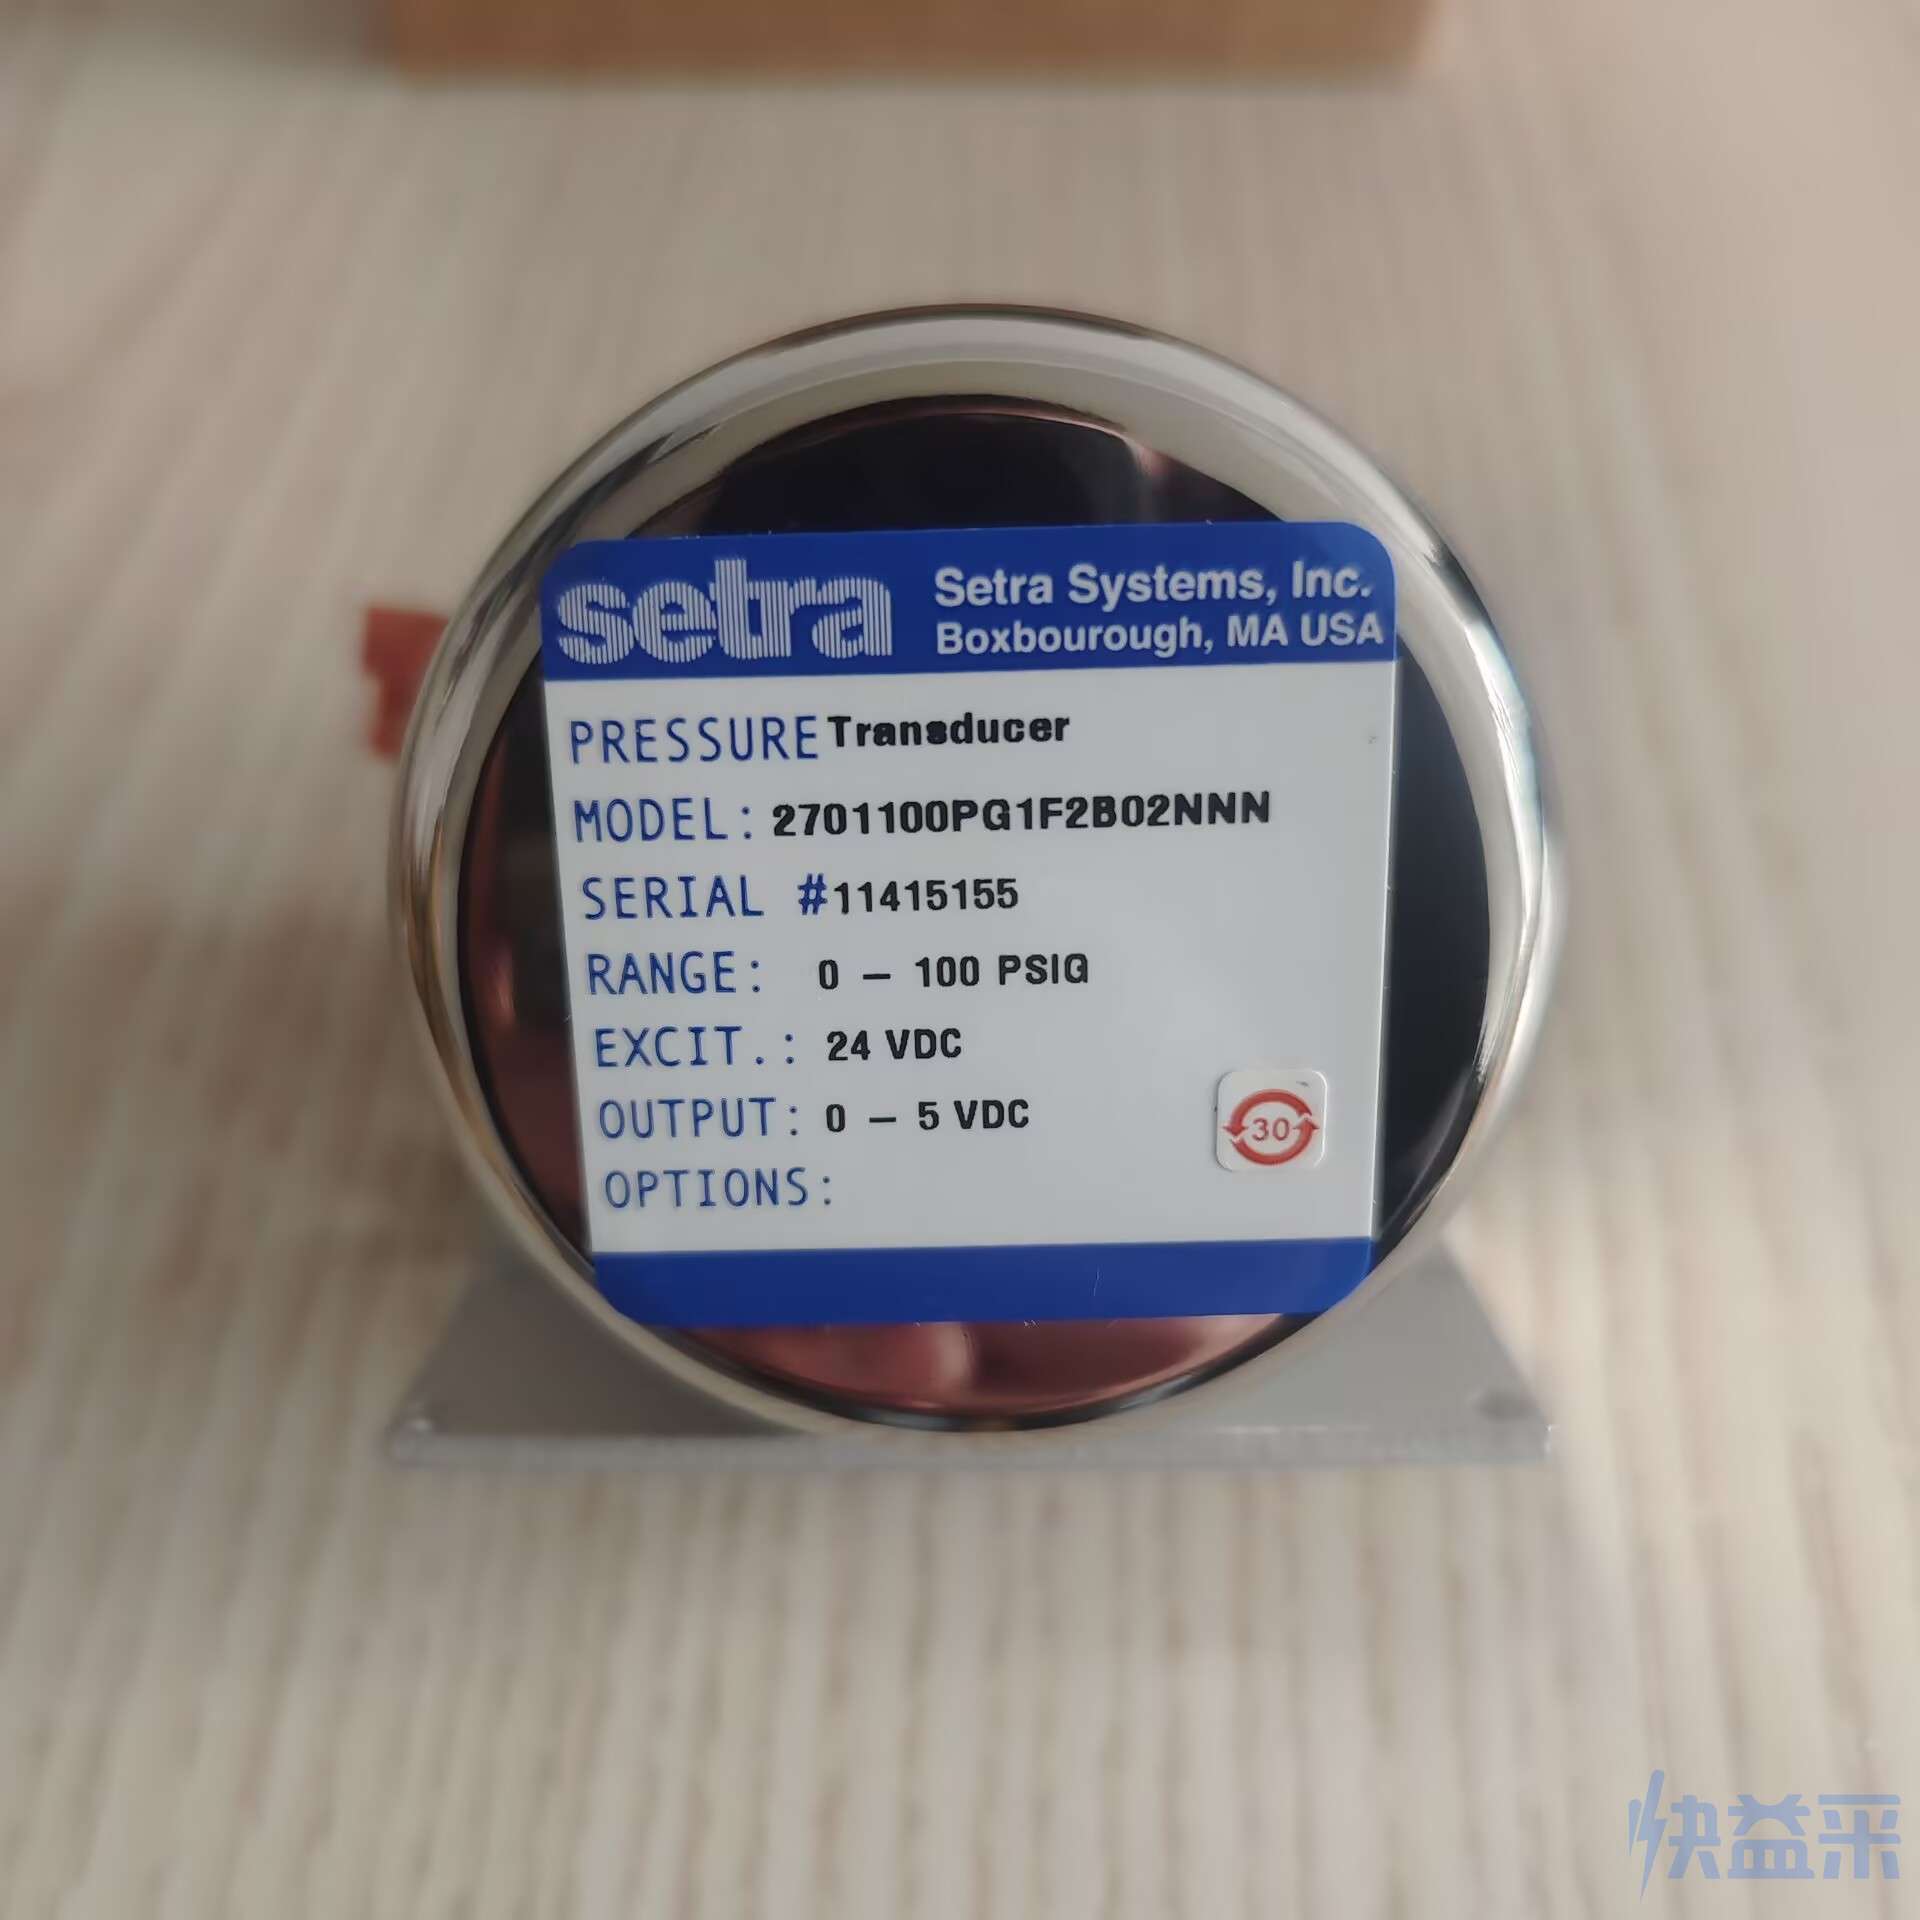 setra
Setra Systems, Inc.
Boxbourough, MA USA
PRESSURE Transducer
MODEL: 2701100PG1F2B02NNN
SERIAL #11415155
RANGE: 0 – 100 PSIG
EXCIT.: 24 VDC
OUTPUT: 0 – 5 VDC
30
OPTIONS:
快益采